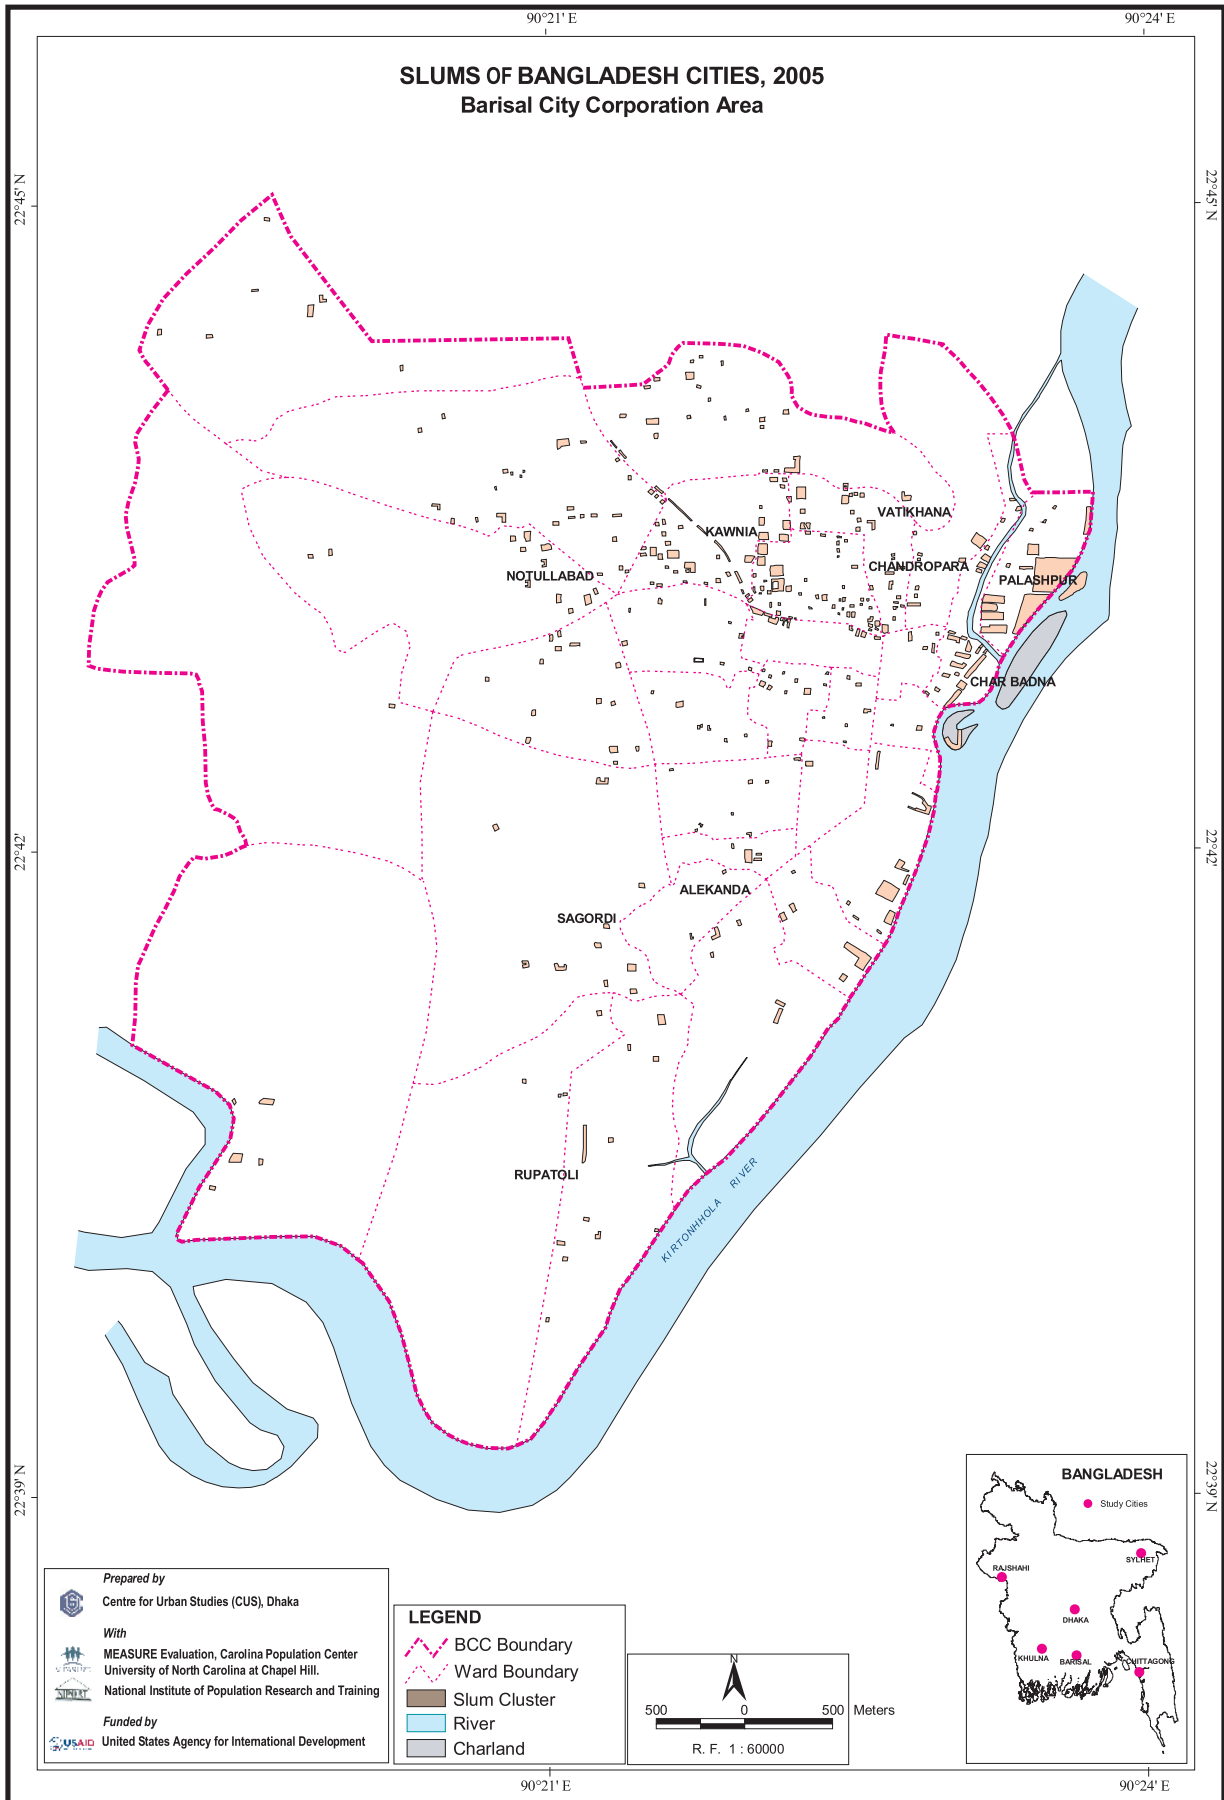 90°21' E
90°24' E
SLUMS OF BANGLADESH CITIES, 2005
Barisal City Corporation Area
22°45' N
22°45' N
VATIKHANA
KAWNIA
CHANDROPARA
NOTULLABAD
PALASHPUR
CHAR BADNA
22°42'
22°42'
ALEKANDA
SAGORDI
RUPATOLI
KIRTONHHOLA RIVER
22°39' N
22°39' N
BANGLADESH
Study Cities
SYLHET
RAJSHAHI
DHAKA
KHULNA
BARISAL
CHITTAGONG
Prepared by
Centre for Urban Studies (CUS), Dhaka
With
MEASURE Evaluation, Carolina Population Center
University of North Carolina at Chapel Hill.
National Institute of Population Research and Training
Funded by
USAID
United States Agency for International Development
LEGEND
BCC Boundary
Ward Boundary
Slum Cluster
River
Charland
N
500 0 500 Meters
R. F. 1 : 60000
90°21' E
90°24' E